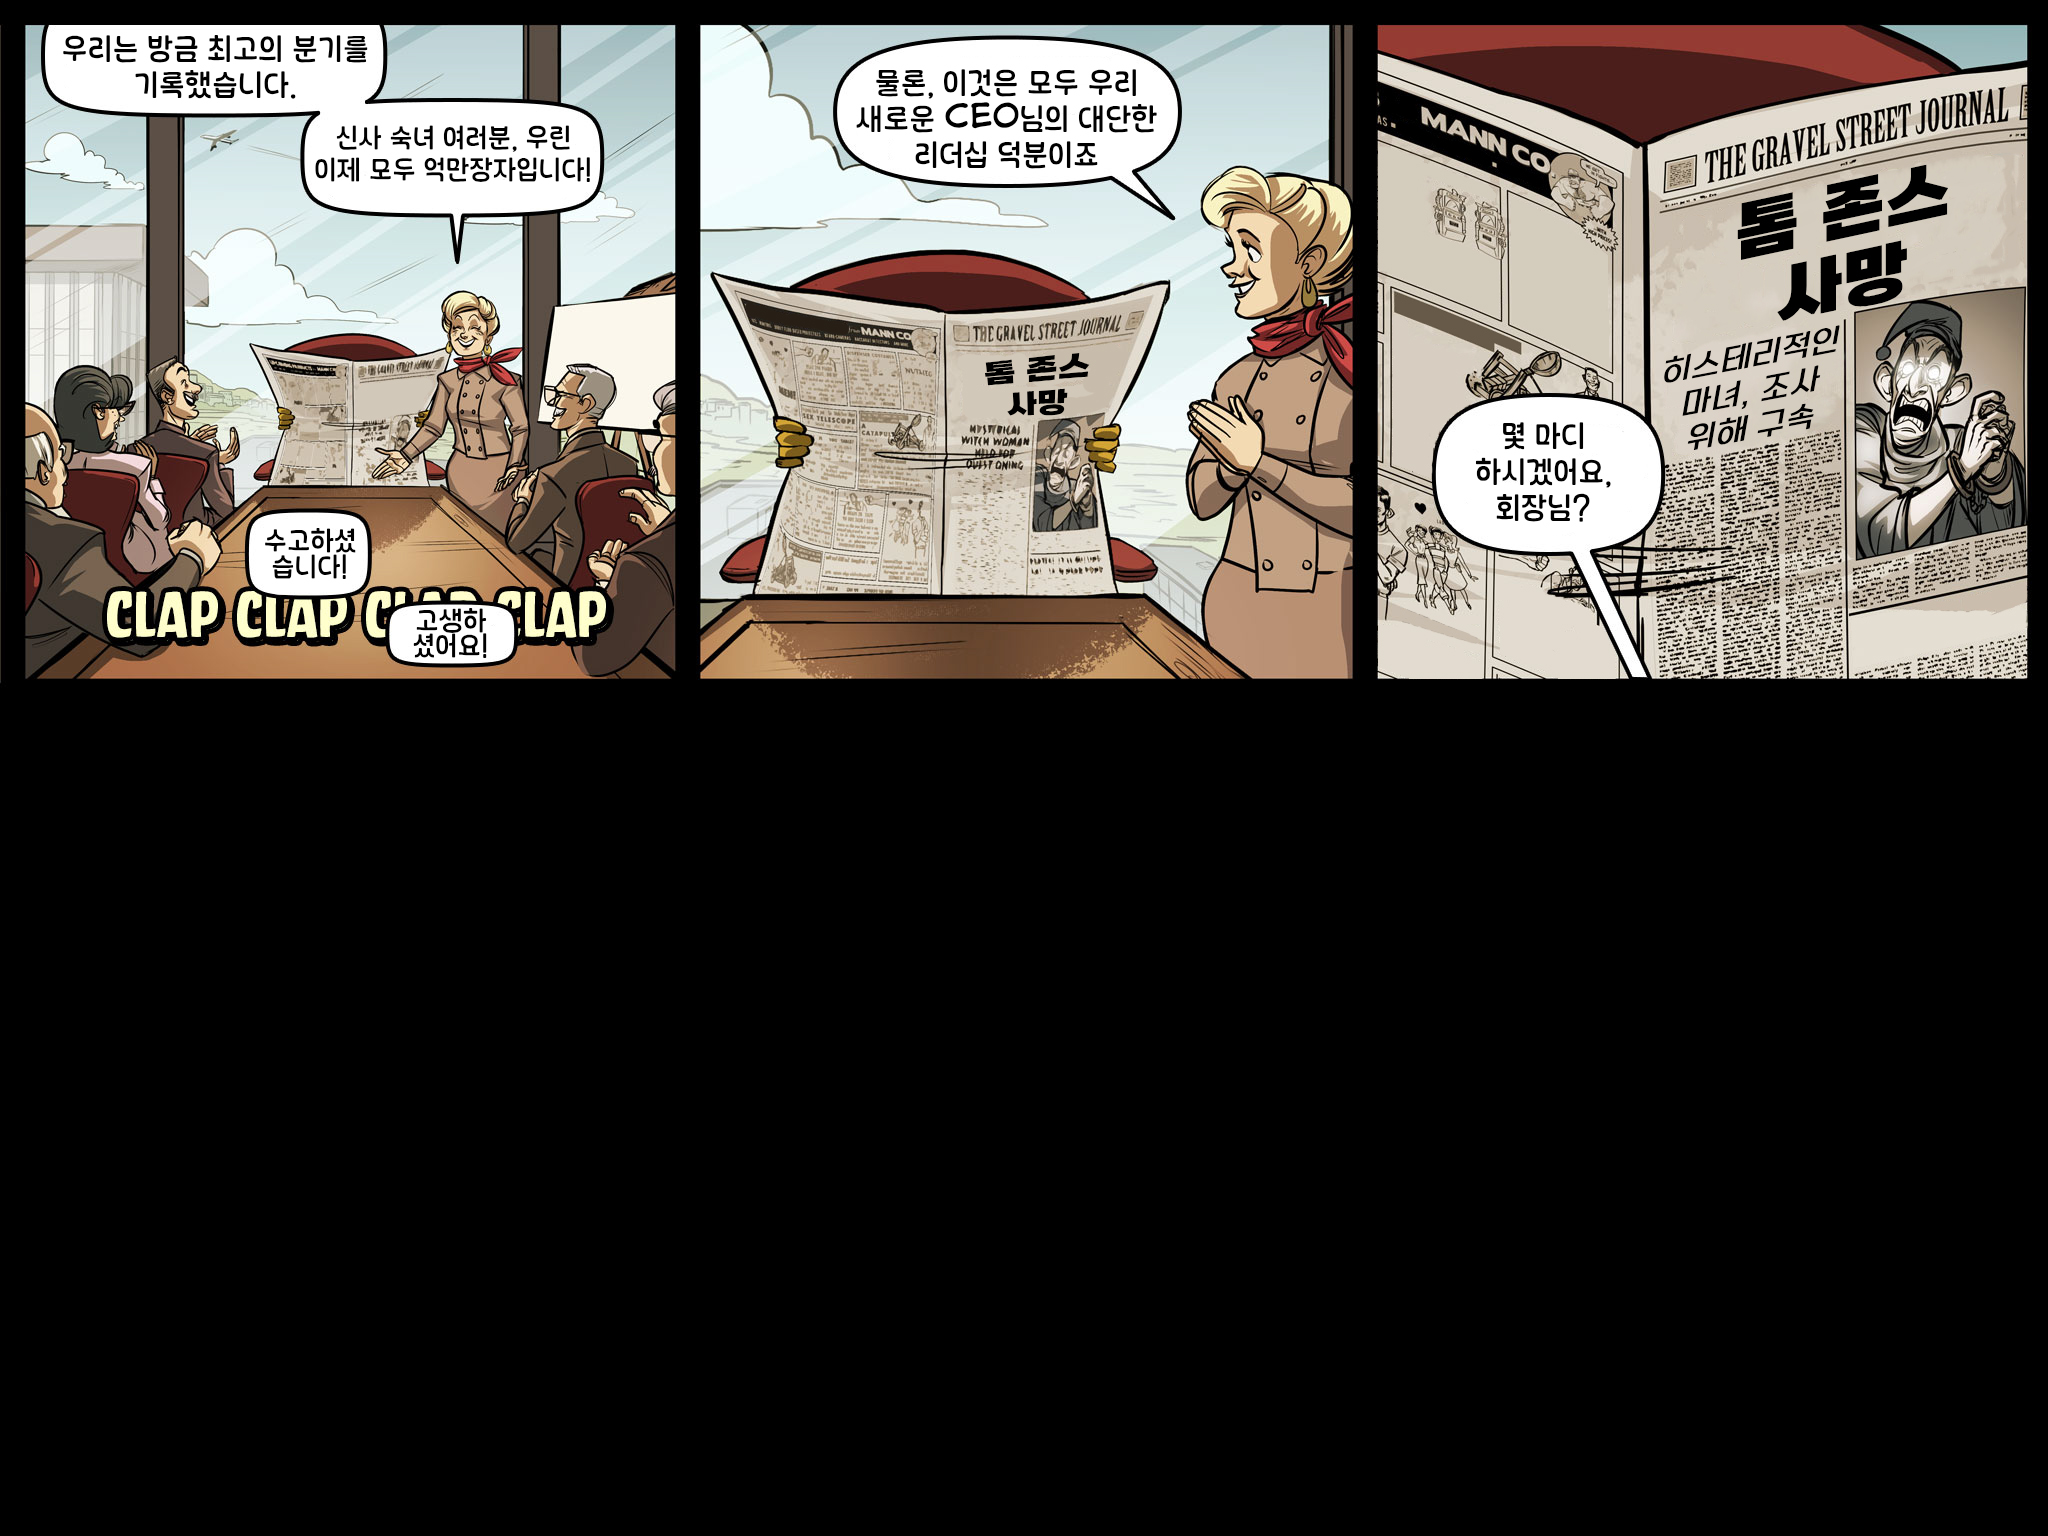 우리는 방금 최고의 분기를
기록했습니다.
신사 숙녀 여러분, 우린
이제 모두 억만장자입니다!
수고하셨
습니다!
CLAP CLAP CLAP CLAP
고생하
셨어요!
물론, 이것은 모두 우리
새로운 CEO님의 대단한
리더십 덕분이죠
from MANN CO
THE GRAVEL STREET JOURNAL
톰 존스
사망
HYSTERICAL
WITCH WOMAN
HELD FOR
QUESTIONING
SEX TELESCOPE
A
CATAPULT
MANN CO
THE GRAVEL STREET JOURNAL
톰 존스
사망
히스테리적인
마녀, 조사
위해 구속
몇 마디
하시겠어요,
회장님?